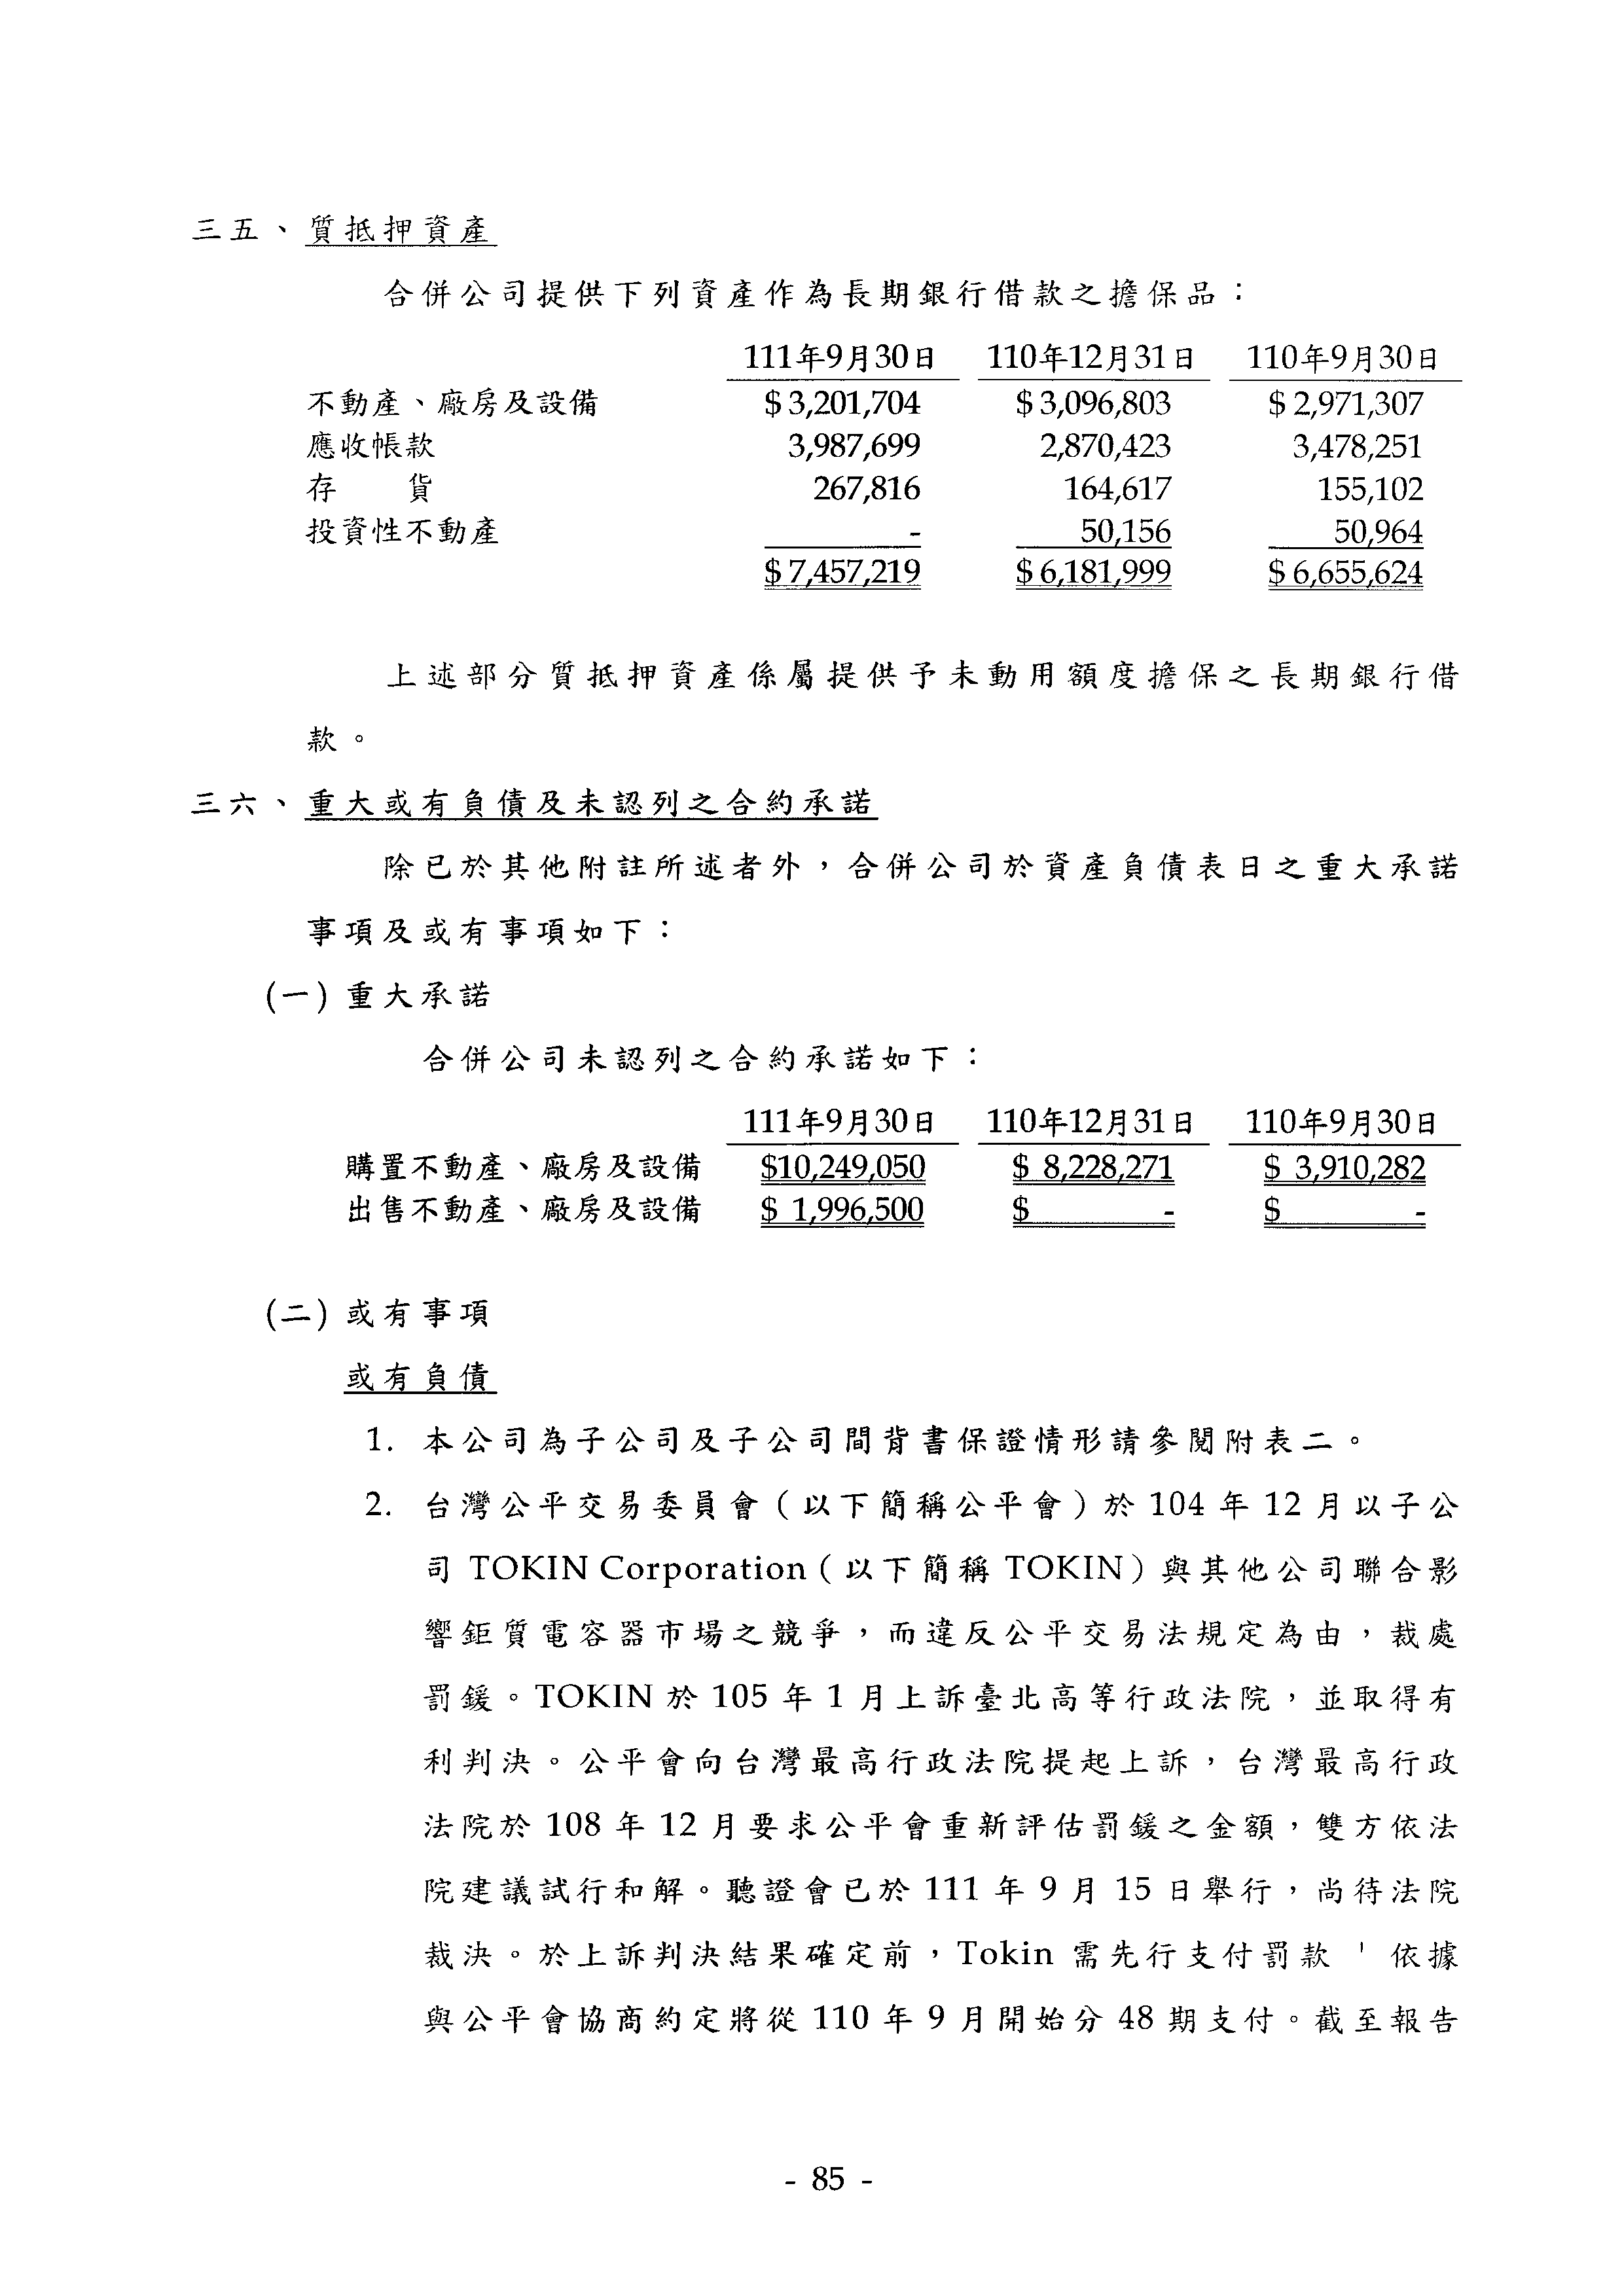 三五、質抵押資產
合併公司提供下列資產作為長期銀行借款之擔保品：
111年9月30日 110年12月31日 110年9月30日
不動產、廠房及設備 $3,201,704 $3,096,803 $2,971,307
應收帳款 3,987,699 2,870,423 3,478,251
存　　貨 267,816 164,617 155,102
投資性不動產 - 50,156 50,964
$7,457,219 $6,181,999 $6,655,624
上述部分質抵押資產係屬提供予未動用額度擔保之長期銀行借
款。
三六、重大或有負債及未認列之合約承諾
除已於其他附註所述者外，合併公司於資產負債表日之重大承諾
事項及或有事項如下：
(一) 重大承諾
合併公司未認列之合約承諾如下：
111年9月30日 110年12月31日 110年9月30日
購置不動產、廠房及設備 $10,249,050 $ 8,228,271 $ 3,910,282
出售不動產、廠房及設備 $ 1,996,500 $ - $ -
(二) 或有事項
或有負債
1. 本公司為子公司及子公司間背書保證情形請參閱附表二。
2. 台灣公平交易委員會（以下簡稱公平會）於 104 年 12 月以子公
司 TOKIN Corporation（以下簡稱 TOKIN）與其他公司聯合影
響鉭質電容器市場之競爭，而違反公平交易法規定為由，裁處
罰鍰。TOKIN 於 105 年 1 月上訴臺北高等行政法院，並取得有
利判決。公平會向台灣最高行政法院提起上訴，台灣最高行政
法院於 108 年 12 月要求公平會重新評估罰鍰之金額，雙方依法
院建議試行和解。聽證會已於 111 年 9 月 15 日舉行，尚待法院
裁決。於上訴判決結果確定前，Tokin 需先行支付罰款 ' 依據
與公平會協商約定將從 110 年 9 月開始分 48 期支付。截至報告
- 85 -